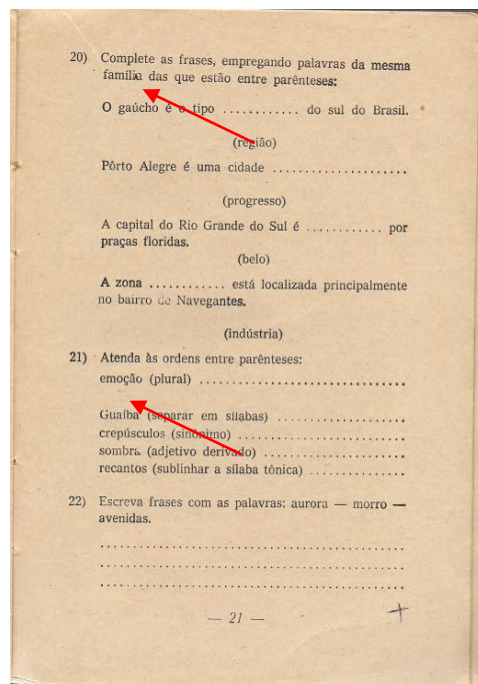 20) Complete as frases, empregando palavras da mesma
família das que estão entre parênteses:
O gaúcho é o tipo ............ do sul do Brasil.
(região)
Pôrto Alegre é uma cidade ......................
(progresso)
A capital do Rio Grande do Sul é ............ por
praças floridas.
(belo)
A zona ............ está localizada principalmente
no bairro de Navegantes.
(indústria)
21) Atenda às ordens entre parênteses:
emoção (plural) ..................................
Guaíba (separar em sílabas) .....................
crepúsculos (sinônimo) ...........................
sombra (adjetivo derivado) .......................
recantos (sublinhar a sílaba tônica) ................
22) Escreva frases com as palavras: aurora — morro —
avenidas.
..................................................
..................................................
..................................................
— 21 —